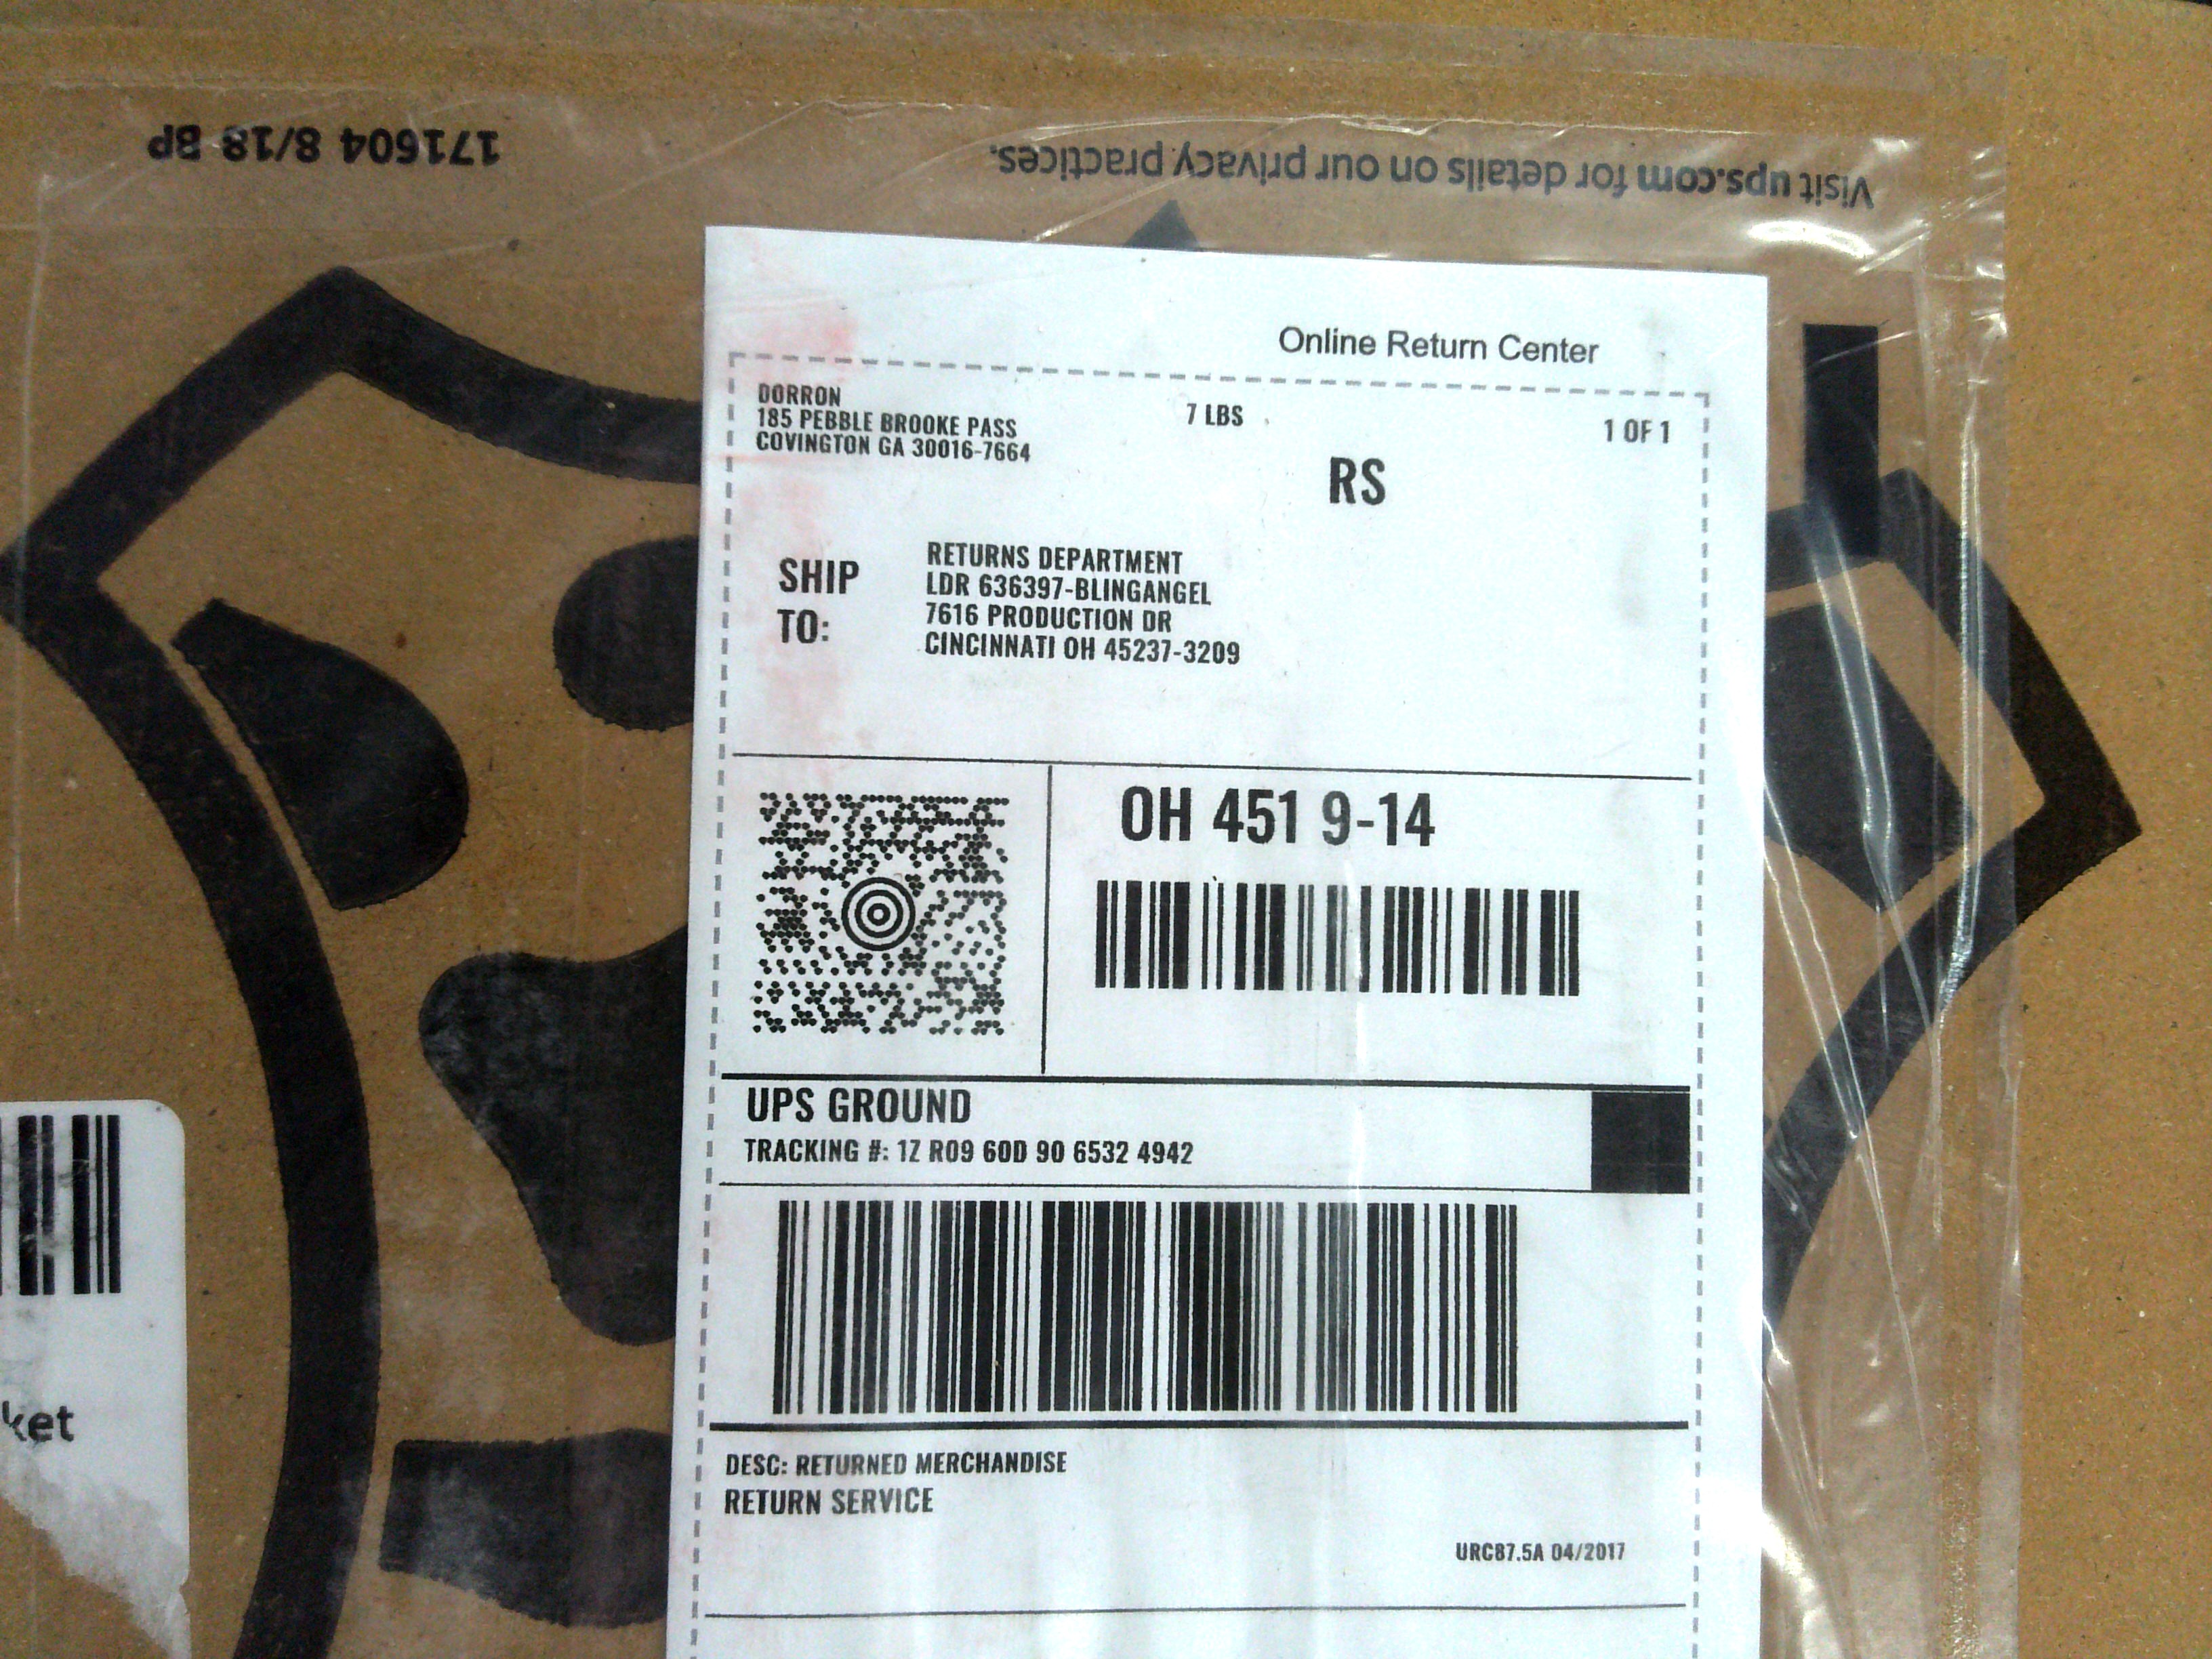 171604 8/18 BP
Visit ups.com for details on our privacy practices.
Online Return Center
DORRON
185 PEBBLE BROOKE PASS
COVINGTON GA 30016-7664
7 LBS
1 OF 1
RS
SHIP
TO:
RETURNS DEPARTMENT
LDR 636397-BLINGANGEL
7616 PRODUCTION DR
CINCINNATI OH 45237-3209
OH 451 9-14
UPS GROUND
TRACKING #: 1Z R09 60D 90 6532 4942
DESC: RETURNED MERCHANDISE
RETURN SERVICE
URC87.5A 04/2017
ket